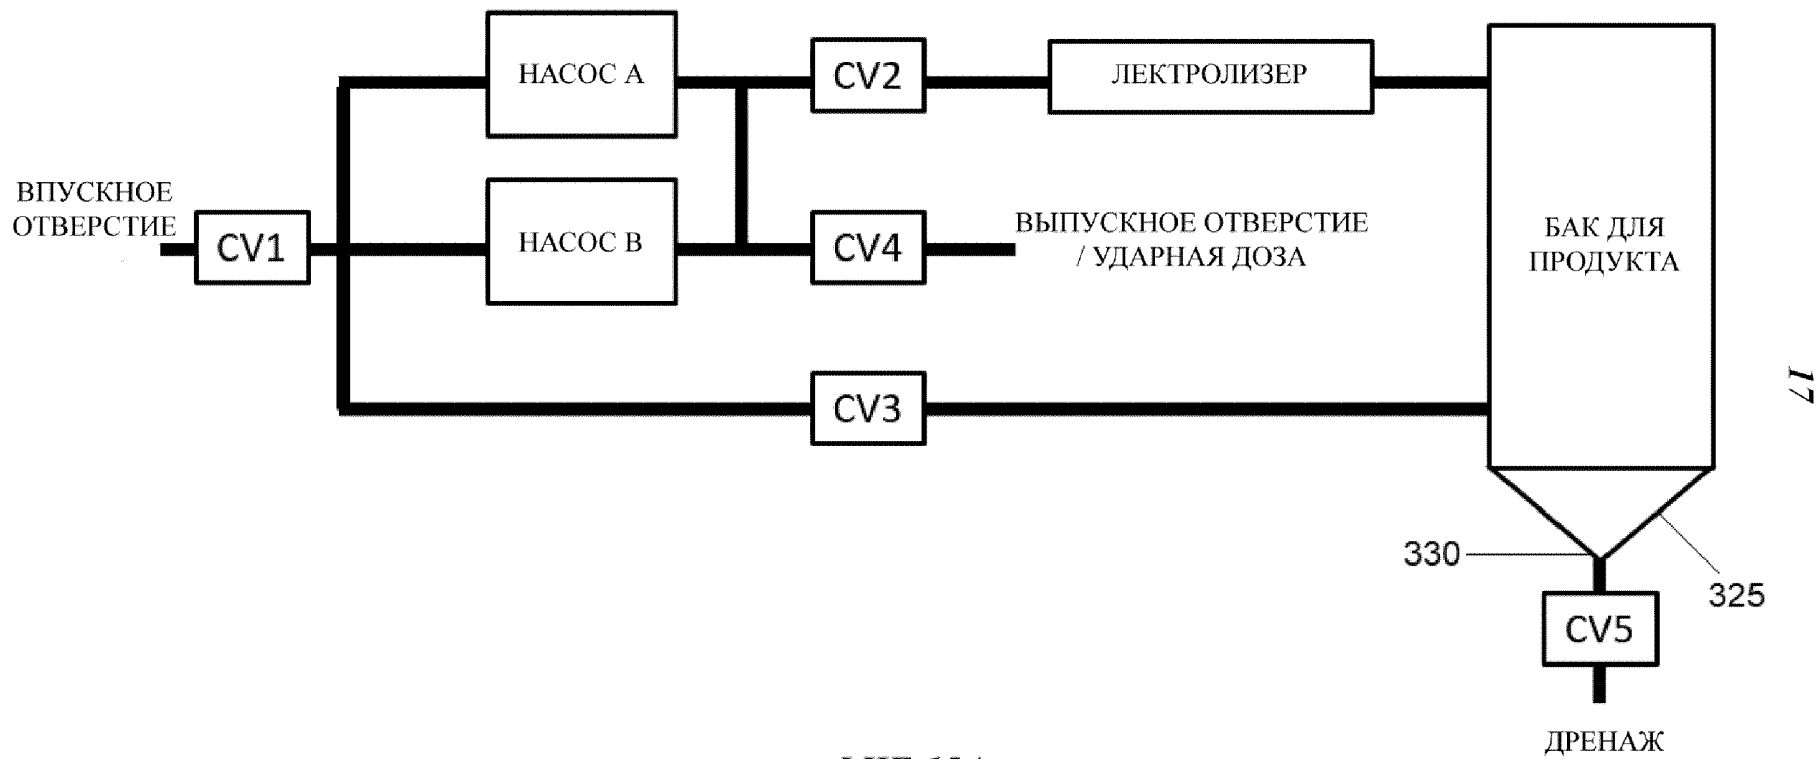 НАСОС А
CV2
ЛЕКТРОЛИЗЕР
ВПУСКНОЕ
ОТВЕРСТИЕ
CV1
НАСОС В
CV4
ВЫПУСКНОЕ ОТВЕРСТИЕ
/ УДАРНАЯ ДОЗА
БАК ДЛЯ
ПРОДУКТА
CV3
17
330
325
CV5
ДРЕНАЖ